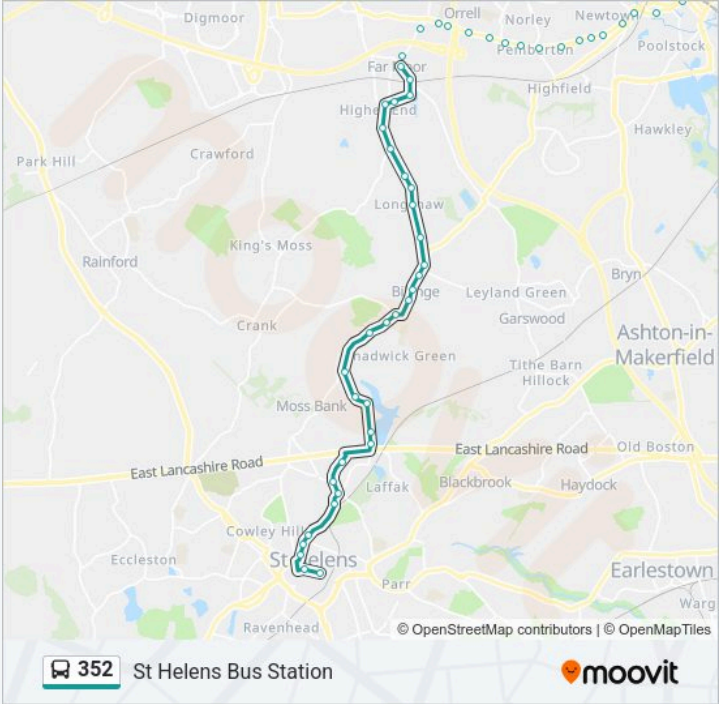 Digmoor
Orrell
Norley
Newtown
Pemberton
Poolstock
Far Moor
Highfield
Higher End
Hawkley
Crawford
Park Hill
Longshaw
King's Moss
Rainford
Bryn
Billinge
Leyland Green
Garswood
Crank
Ashton-in-
Makerfield
Chadwick Green
Tithe Barn
Hillock
Moss Bank
East Lancashire Road
East Lancashire Road
Old Boston
Laffak
Blackbrook
Haydock
Cowley Hill
Eccleston
St Helens
Parr
Earlestown
Warg
Ravenhead
© OpenStreetMap contributors | © OpenMapTiles
352 St Helens Bus Station
moovit